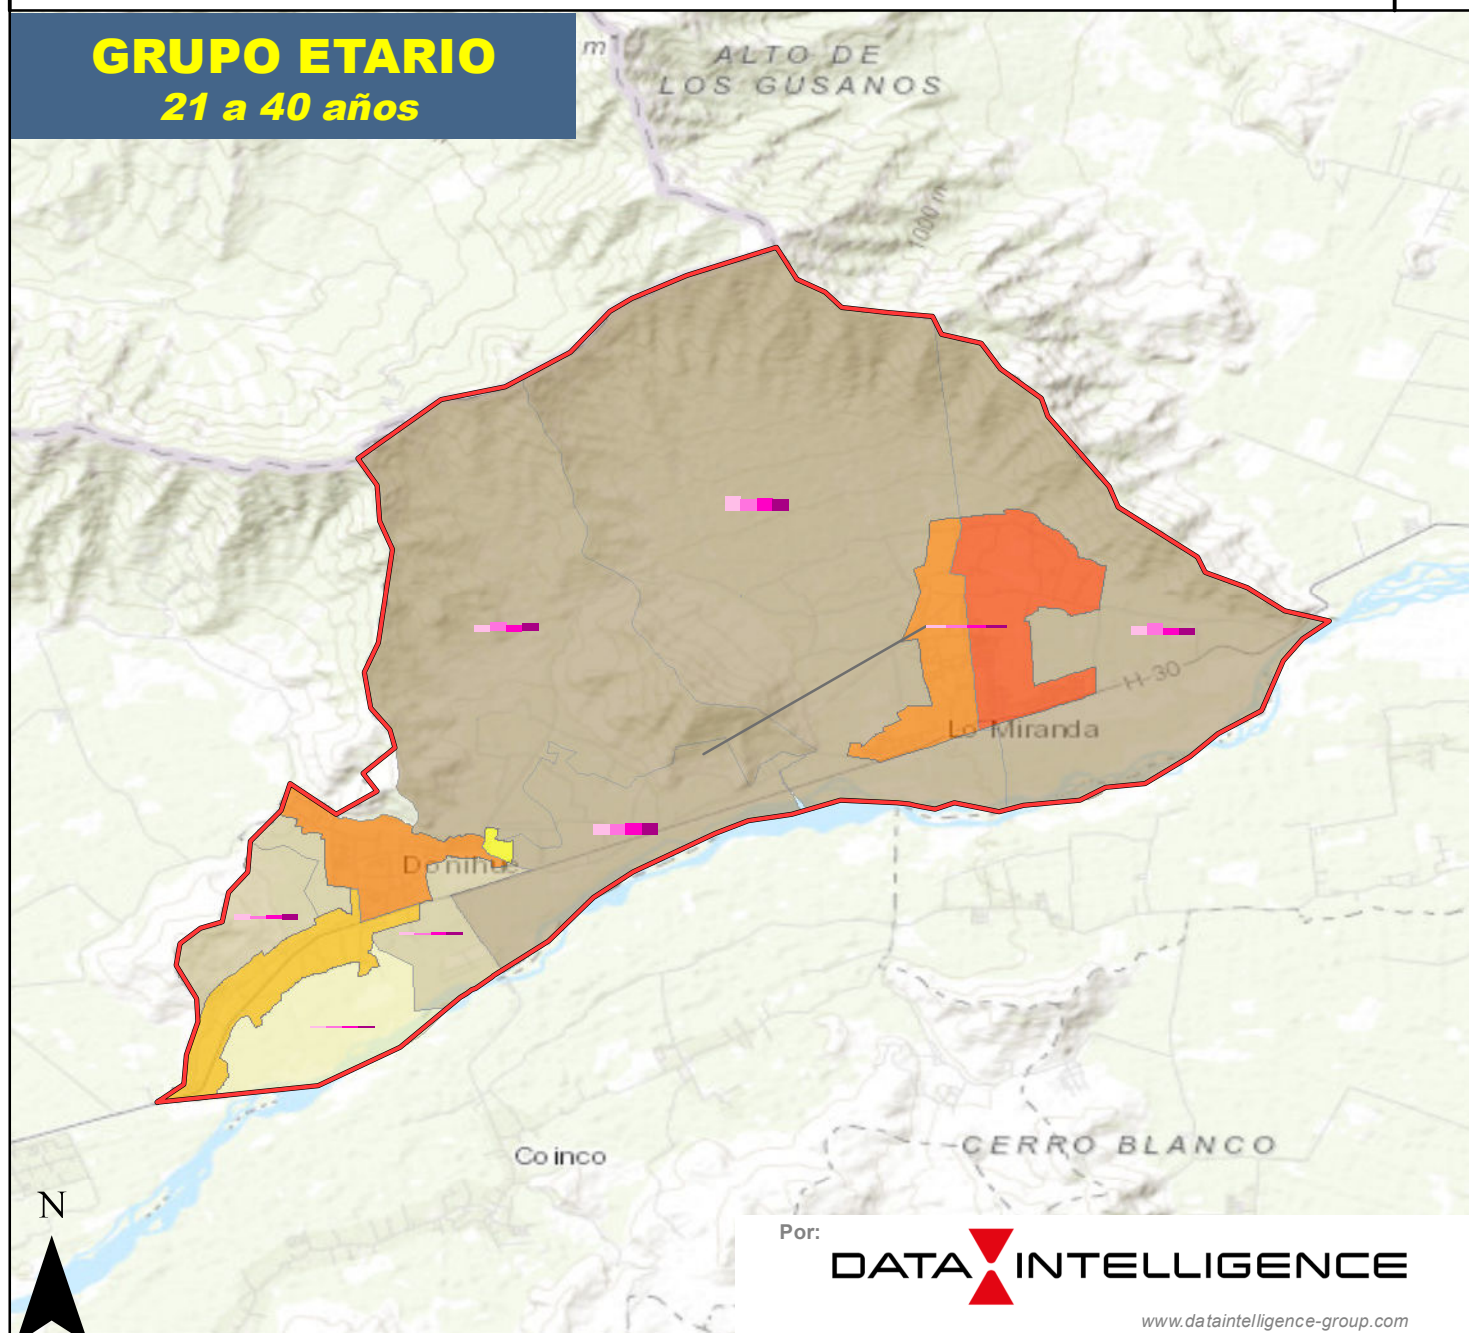 GRUPO ETARIO
21 a 40 años
m
ALTO DE
LOS GUSANOS
1000 m
H-30
Lo Miranda
Doñihue
Coinco
CERRO BLANCO
N
Por:
DATA INTELLIGENCE
www.dataintelligence-group.com